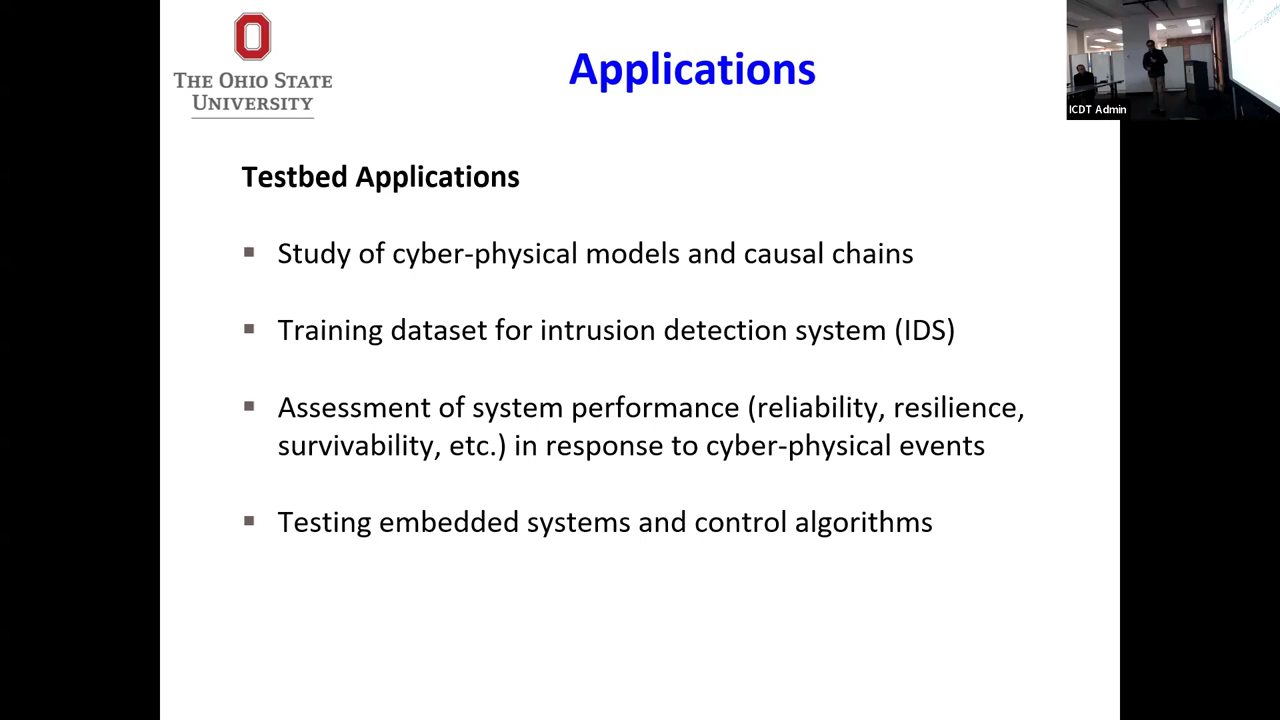 THE OHIO STATE
UNIVERSITY
Applications
ICDT Admin
Testbed Applications
▪ Study of cyber-physical models and causal chains
▪ Training dataset for intrusion detection system (IDS)
▪ Assessment of system performance (reliability, resilience,
survivability, etc.) in response to cyber-physical events
▪ Testing embedded systems and control algorithms